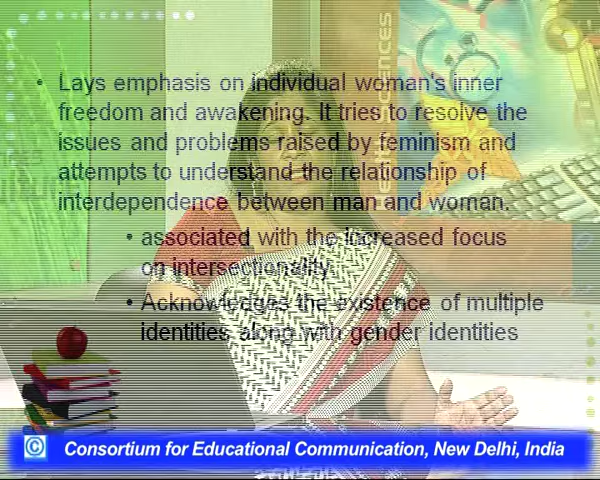 • Lays emphasis on individual woman's inner
freedom and awakening. It tries to resolve the
issues and problems raised by feminism and
attempts to understand the relationship of
interdependence between man and woman.
• associated with the increased focus
on intersectionality
• Acknowledges the existence of multiple
identities along with gender identities
© Consortium for Educational Communication, New Delhi, India